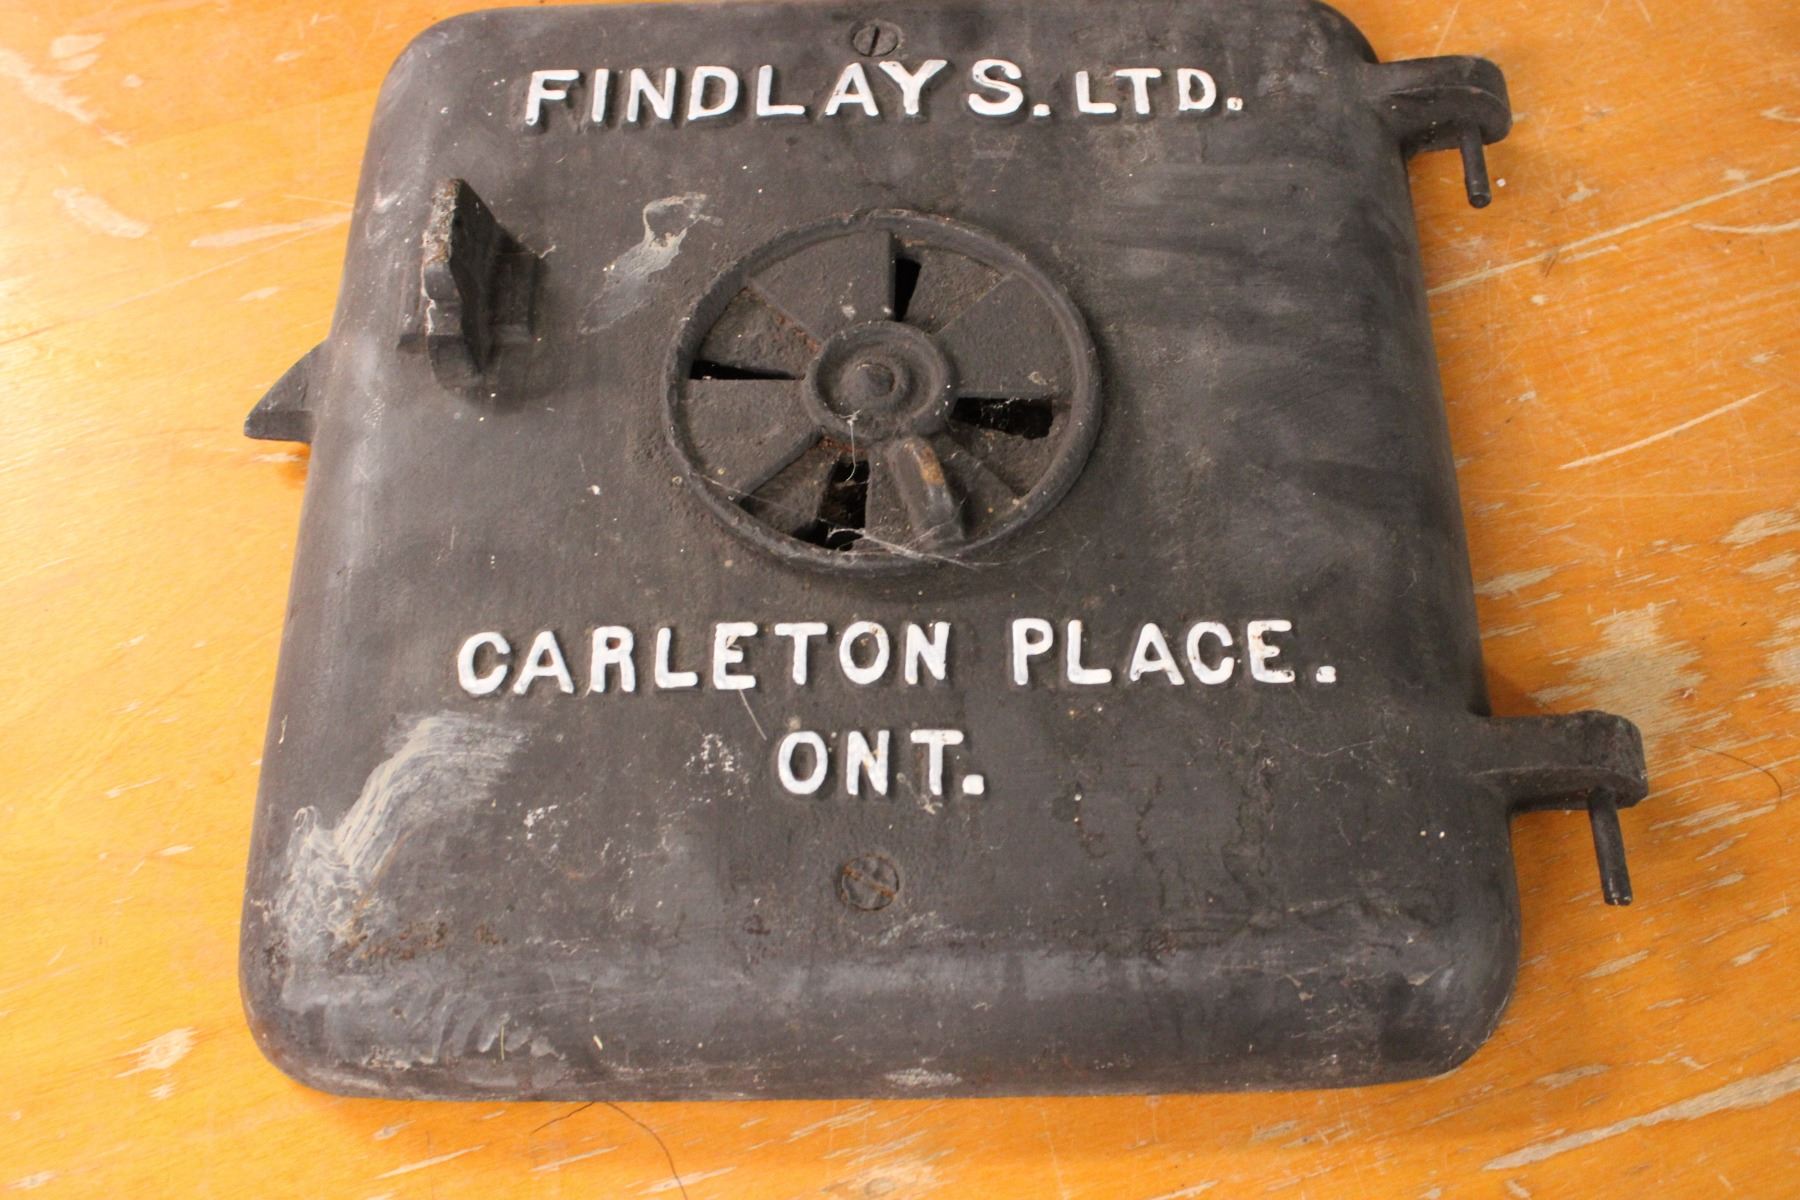 FINDLAYS. LTD.
CARLETON PLACE.
ONT.